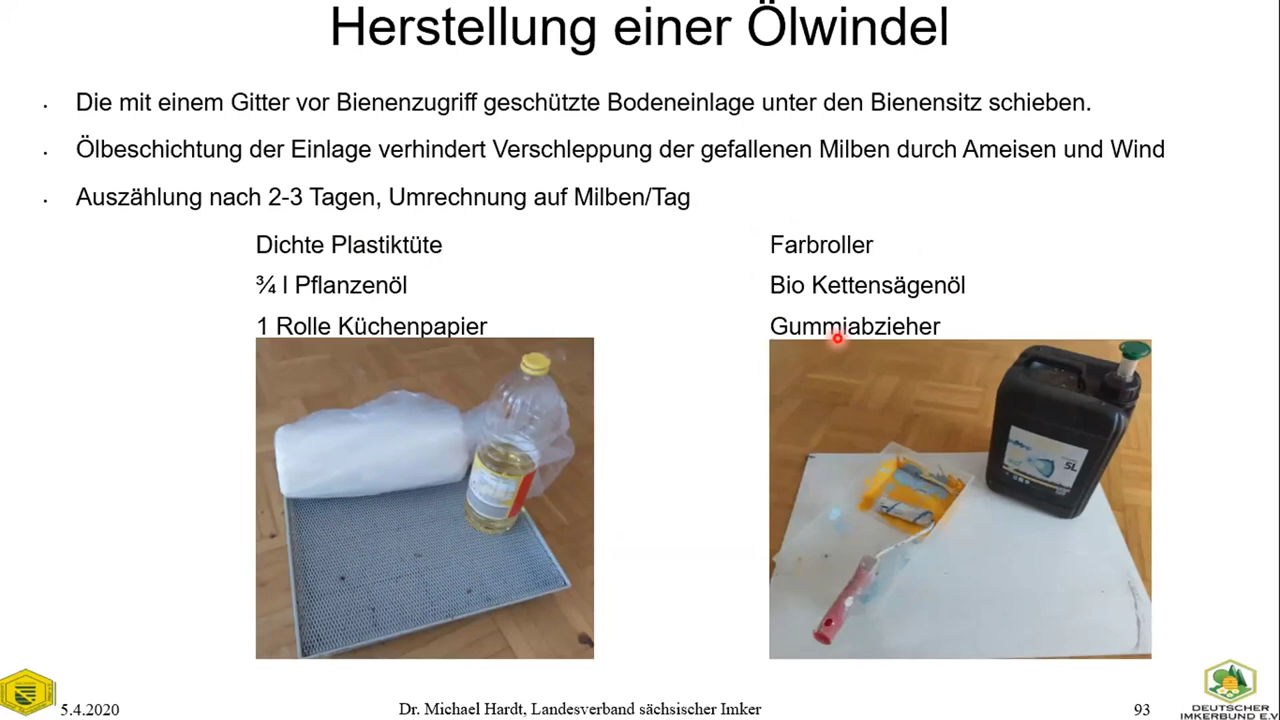 Herstellung einer Ölwindel
Die mit einem Gitter vor Bienenzugriff geschützte Bodeneinlage unter den Bienensitz schieben.
Ölbeschichtung der Einlage verhindert Verschleppung der gefallenen Milben durch Ameisen und Wind
Auszählung nach 2-3 Tagen, Umrechnung auf Milben/Tag
Dichte Plastiktüte
¾ l Pflanzenöl
1 Rolle Küchenpapier
Farbroller
Bio Kettensägenöl
Gummiabzieher
5L
5.4.2020
Dr. Michael Hardt, Landesverband sächsischer Imker
93
DEUTSCHER
IMKERBUND E.V.